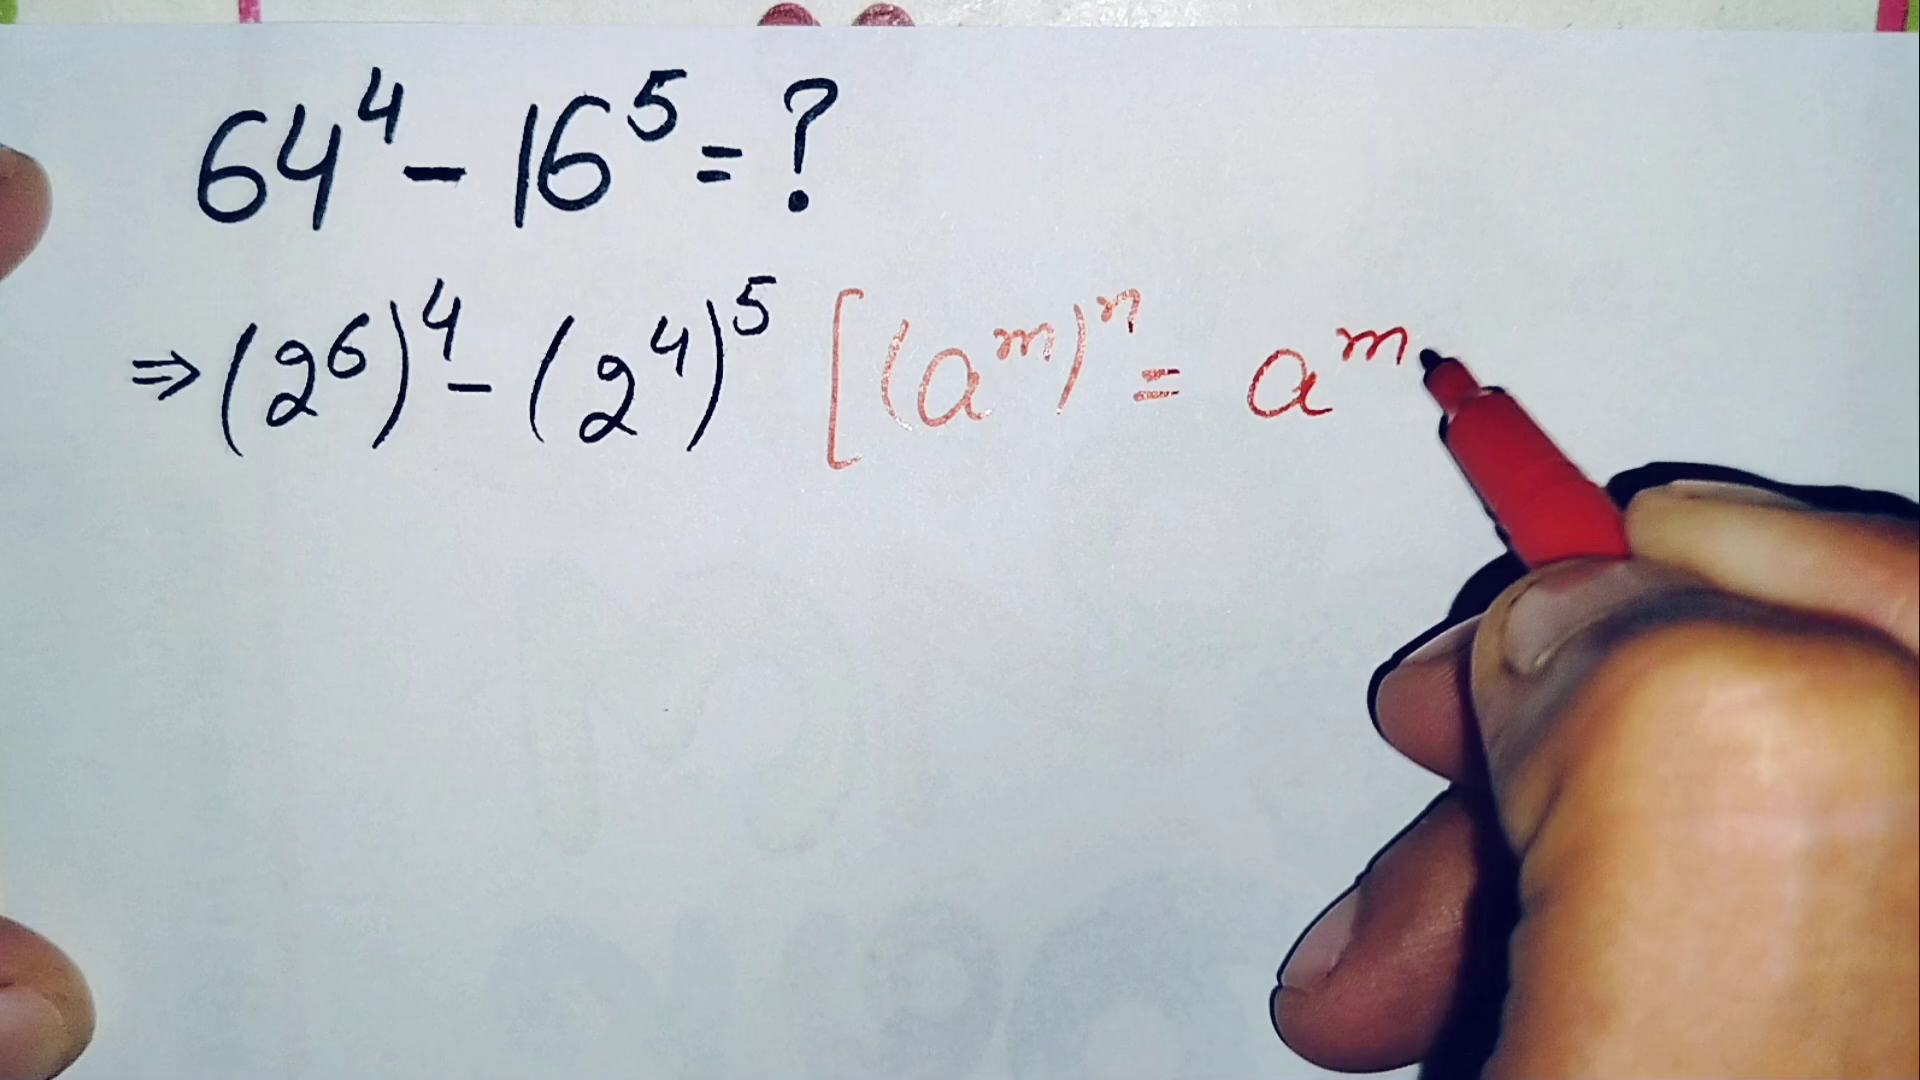 64⁴ - 16⁵ = ?
⇒ (2⁶)⁴ - (2⁴)⁵ [(aᵐ)ⁿ = aᵐ